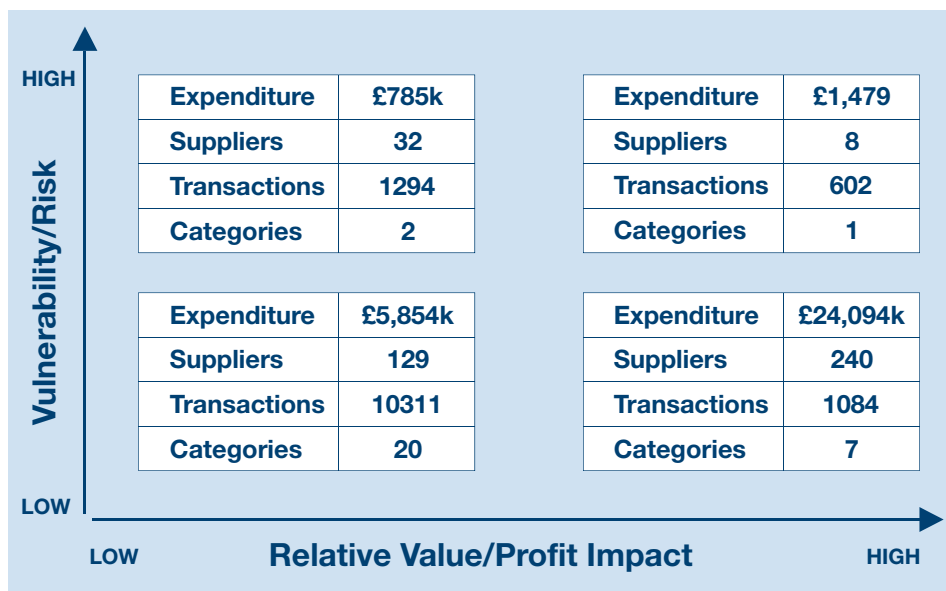 HIGH
Expenditure £785k
Suppliers 32
Transactions 1294
Categories 2
Expenditure £1,479
Suppliers 8
Transactions 602
Categories 1
Vulnerability/Risk
Expenditure £5,854k
Suppliers 129
Transactions 10311
Categories 20
Expenditure £24,094k
Suppliers 240
Transactions 1084
Categories 7
LOW
LOW
Relative Value/Profit Impact
HIGH